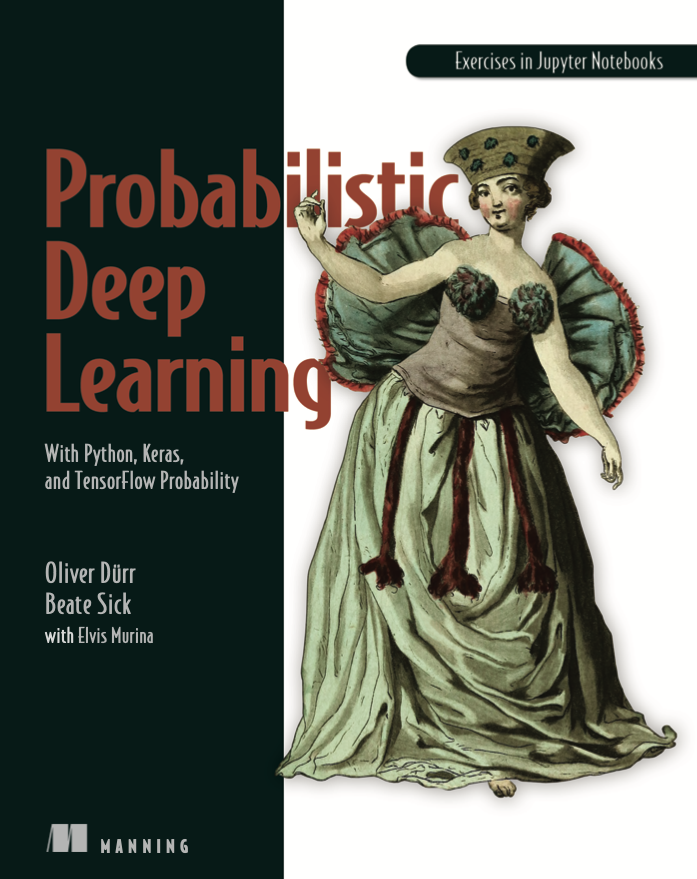 Exercises in Jupyter Notebooks
Probabilistic
Deep
Learning
With Python, Keras,
and TensorFlow Probability
Oliver Dürr
Beate Sick
with Elvis Murina
MANNING